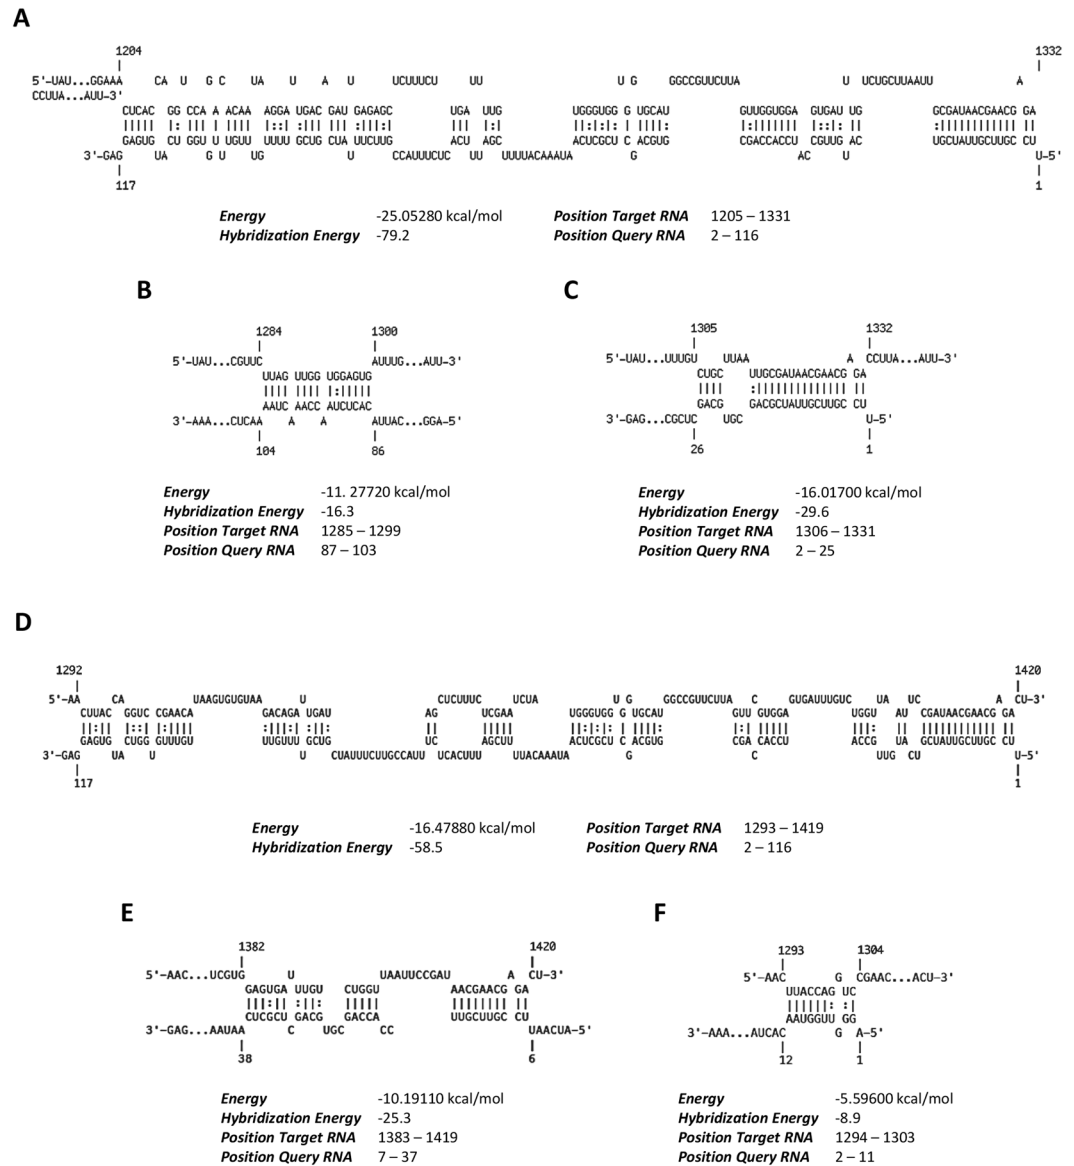 A
1204
|
5'-UAU...GGAAA CA U G C UA U A U UCUUUCU UU U G GGCCGUUCUUA U UCUGCUUAAUU A
CCUUA...AUU-3'
CUCAC GG CCA A ACAA AGGA UGAC GAU GAGAGC UGA UUG UGGGUGG G UGCAU GUUGGUGGA GUGAU UG GCGAUAACGAACG GA
||||| |: ||| | |||| |::| :||| ||| :|||:| ||| |:| ||:|:|: | |||:| |:||||||| ||::| || :|||||||||||| ||
GAGUG CU GGU U UGUU UUUU GCUG CUA UUCUUG ACU AGC ACUCGCU C ACGUG CGACCACCU CGUUG AC UGCUAUUGCUUGC CU
3'-GAG UA G U UG U CCAUUUCUC UU UUUUACAAAUA G AC U U-5'
| |
117 1
1332
|
Energy -25.05280 kcal/mol Position Target RNA 1205 – 1331
Hybridization Energy -79.2 Position Query RNA 2 – 116
B
1284 1300
| |
5'-UAU...CGUUC AUUUG...AUU-3'
UUAG UUGG UGGAGUG
|||| |||| |:|||||
AAUC AACC AUCUCAC
3'-AAA...CUCAA A A AUUAC...GGA-5'
| |
104 86
Energy -11. 27720 kcal/mol
Hybridization Energy -16.3
Position Target RNA 1285 – 1299
Position Query RNA 87 – 103
C
1305 1332
| |
5'-UAU...UUUGU UUAA A CCUUA...AUU-3'
CUGC UUGCGAUAACGAACG GA
|||| :|||||||||||||| ||
GACG GACGCUAUUGCUUGC CU
3'-GAG...CGCUC UGC U-5'
| |
26 1
Energy -16.01700 kcal/mol
Hybridization Energy -29.6
Position Target RNA 1306 – 1331
Position Query RNA 2 – 25
D
1292 1420
| |
5'-AA CA UAAGUGUGUAA U CUCUUUC UCUA U G GGCCGUUCUUA C GUGAUUUGUC UA UC A CU-3'
CUUAC GGUC CGAACA GACAGA UGAU AG UCGAA UGGGUGG G UGCAU GUU GUGGA UGGU AU CGAUAACGAACG GA
||:|| |::| :||||| :|||:| :||: || ||||| ||:|:|: | |||:| |:| ||||| |||: || |||||||||||| ||
GAGUG CUGG GUUUGU UUGUUU GCUG UC AGCUU ACUCGCU C ACGUG CGA CACCU ACCG UA GCUAUUGCUUGC CU
3'-GAG UA U U CUAUUUCUUGCCAUU UCACUUU UUACAAAUA G C UUG CU U-5'
| |
117 1
Energy -16.47880 kcal/mol Position Target RNA 1293 – 1419
Hybridization Energy -58.5 Position Query RNA 2 – 116
E
1382 1420
| |
5'-AAC...UCGUG U UAAUUCCGAU A CU-3'
GAGUGA UUGU CUGGU AACGAACG GA
|||:|| :||: ||||| |||||||| ||
CUCGCU GACG GACCA UUGCUUGC CU
3'-GAG...AAUAA C UGC CC UAACUA-5'
| |
38 6
Energy -10.19110 kcal/mol
Hybridization Energy -25.3
Position Target RNA 1383 – 1419
Position Query RNA 7 – 37
F
1293 1304
| |
5'-AAC G CGAAC...ACU-3'
UUACCAG UC
||||||: :|
AAUGGUU GG
3'-AAA...AUCAC G A-5'
| |
12 1
Energy -5.59600 kcal/mol
Hybridization Energy -8.9
Position Target RNA 1294 – 1303
Position Query RNA 2 – 11